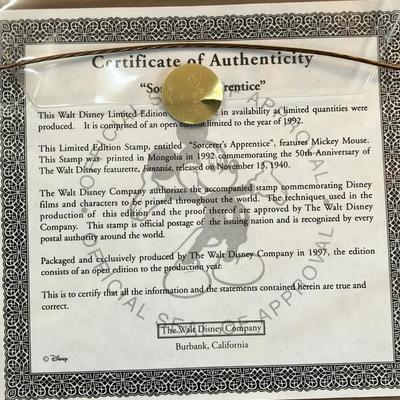 Certificate of Authenticity
"Sor prentice"
This Walt Disney Limited Edition in availability as limited quantities were
produced. It is comprised of an open edition limited to the year of 1992.
This Limited Edition Stamp, entitled "Sorcerer's Apprentice", features Mickey Mouse.
This Stamp was printed in Mongolia in 1992 commemorating the 50th Anniversary of
The Walt Disney featurette, Fantasia, released on November 13, 1940.
The Walt Disney Company authorizes the accompanied stamp commemorating Disney
films and characters to be printed throughout the world. The techniques used in the
production of this edition and the proof thereof are approved by The Walt Disney
Company. This stamp is official postage of the issuing nation and is recognized by every
postal authority around the world.
Packaged and exclusively produced by The Walt Disney Company in 1997, the edition
consists of an open edition to the production year.
This is to certify that all the information and the statements contained herein are true and
correct.
The Walt Disney Company
Burbank, California
© Disney
OFFICIAL SEAL OF APPROVAL